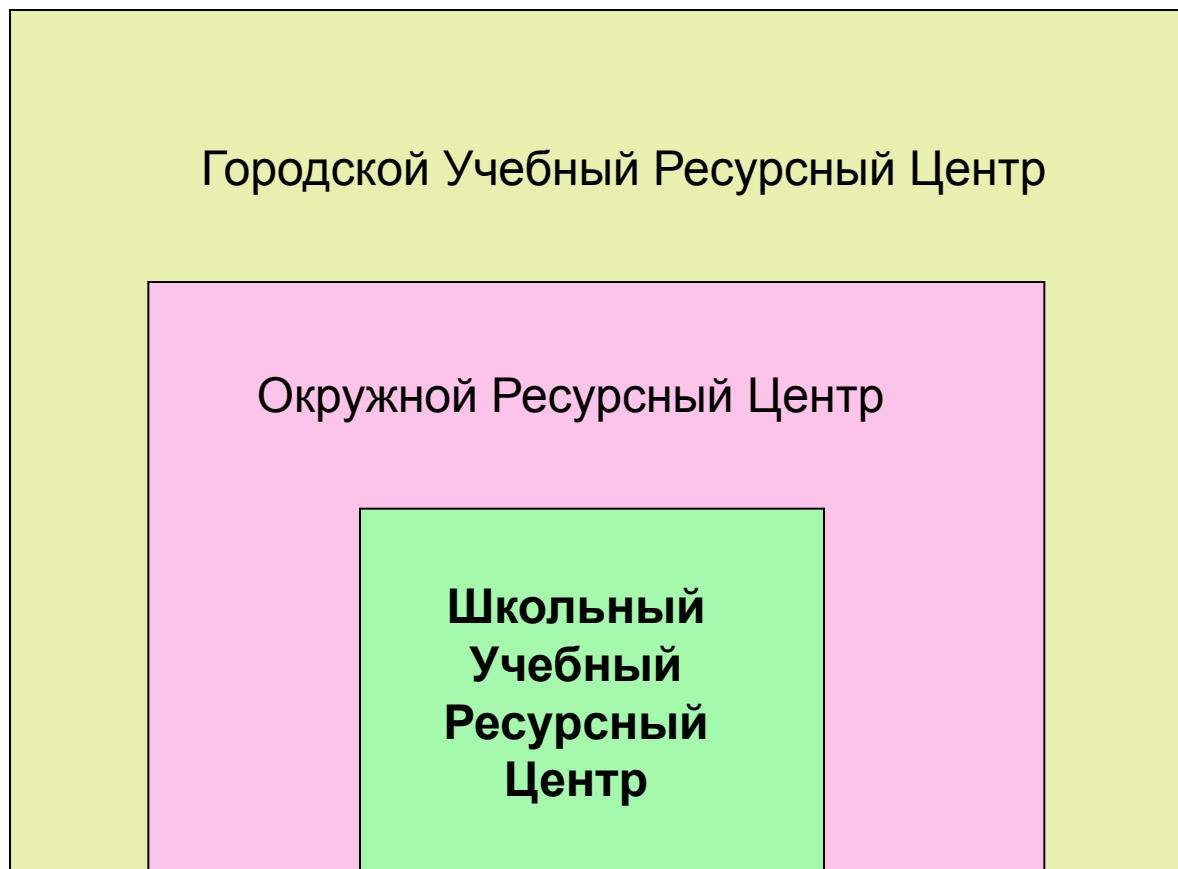 Городской Учебный Ресурсный Центр
Окружной Ресурсный Центр
Школьный
Учебный
Ресурсный
Центр